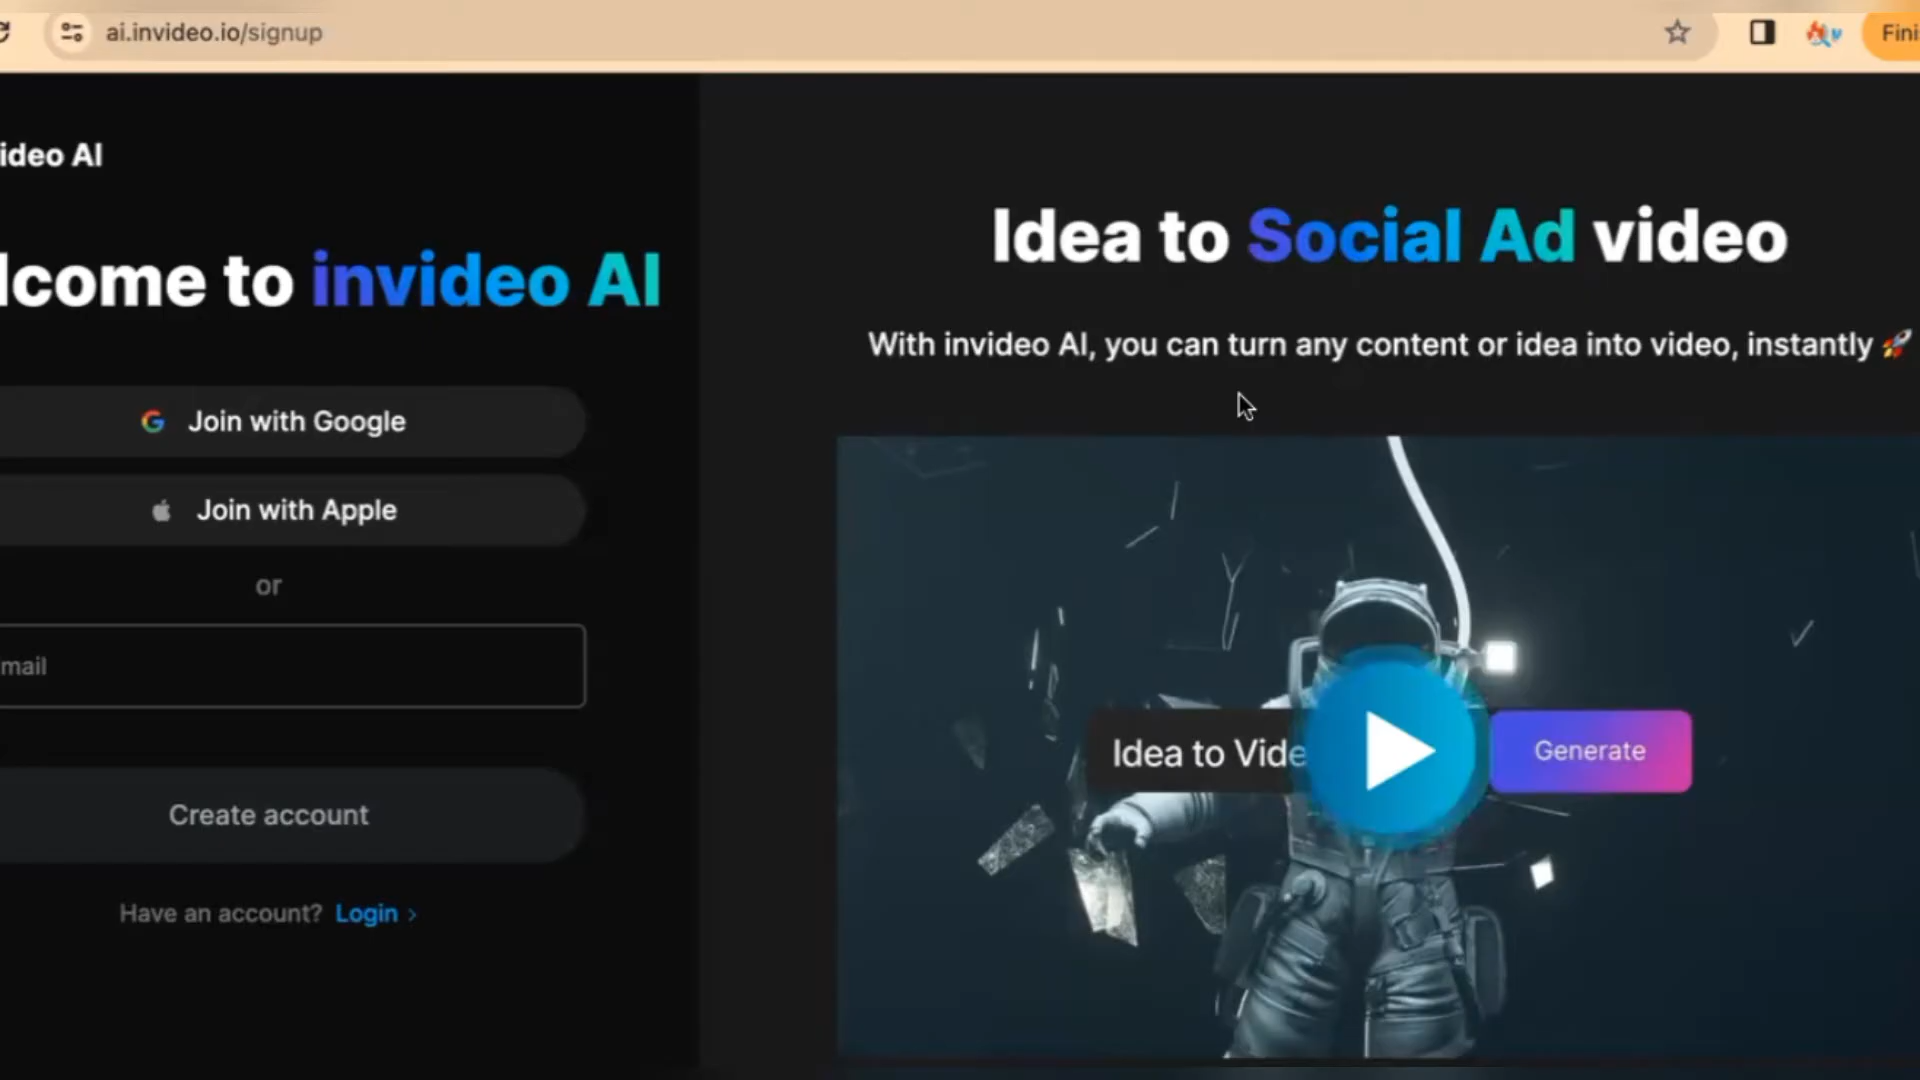 ai.invideo.io/signup
Fini
ideo AI
lcome to invideo AI
Join with Google
Join with Apple
or
mail
Create account
Have an account? Login ›
Idea to Social Ad video
With invideo AI, you can turn any content or idea into video, instantly 🚀
Idea to Vide
Generate